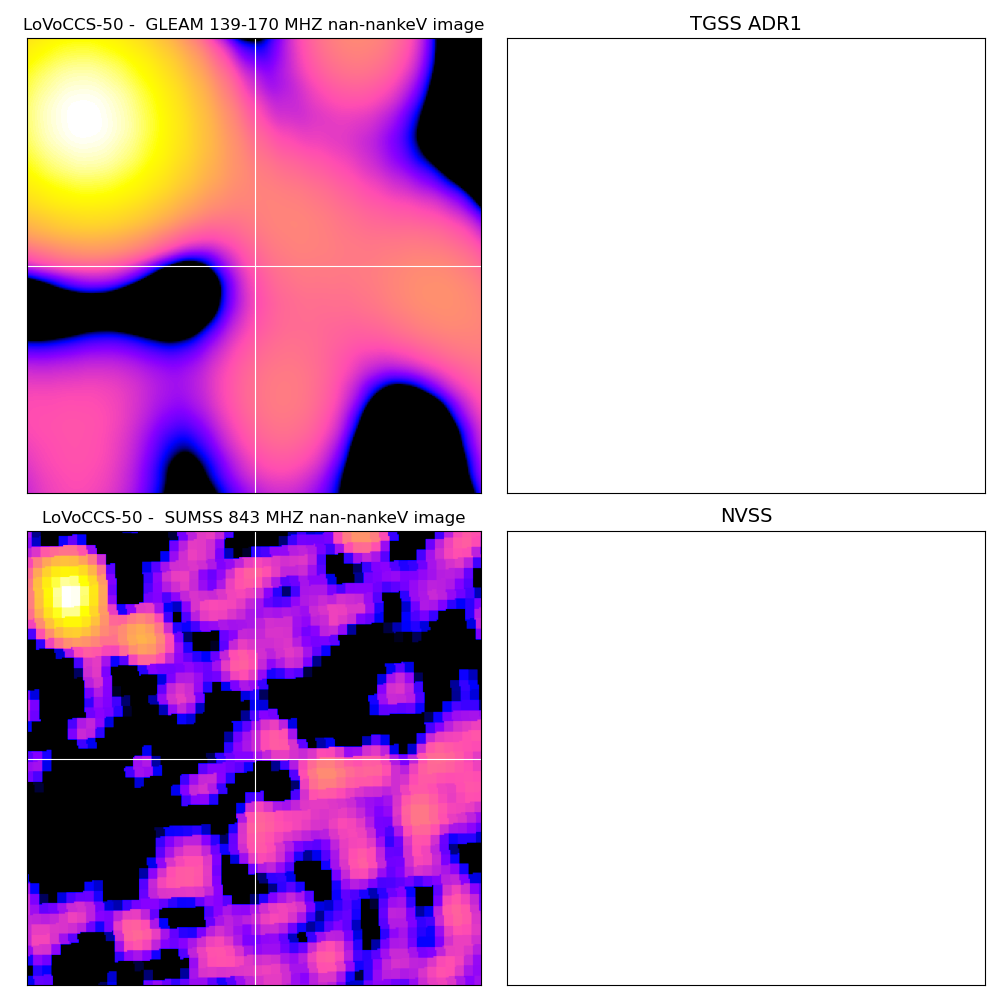 LoVoCCS-50 -  GLEAM 139-170 MHZ nan-nankeV image
TGSS ADR1
LoVoCCS-50 -  SUMSS 843 MHZ nan-nankeV image
NVSS